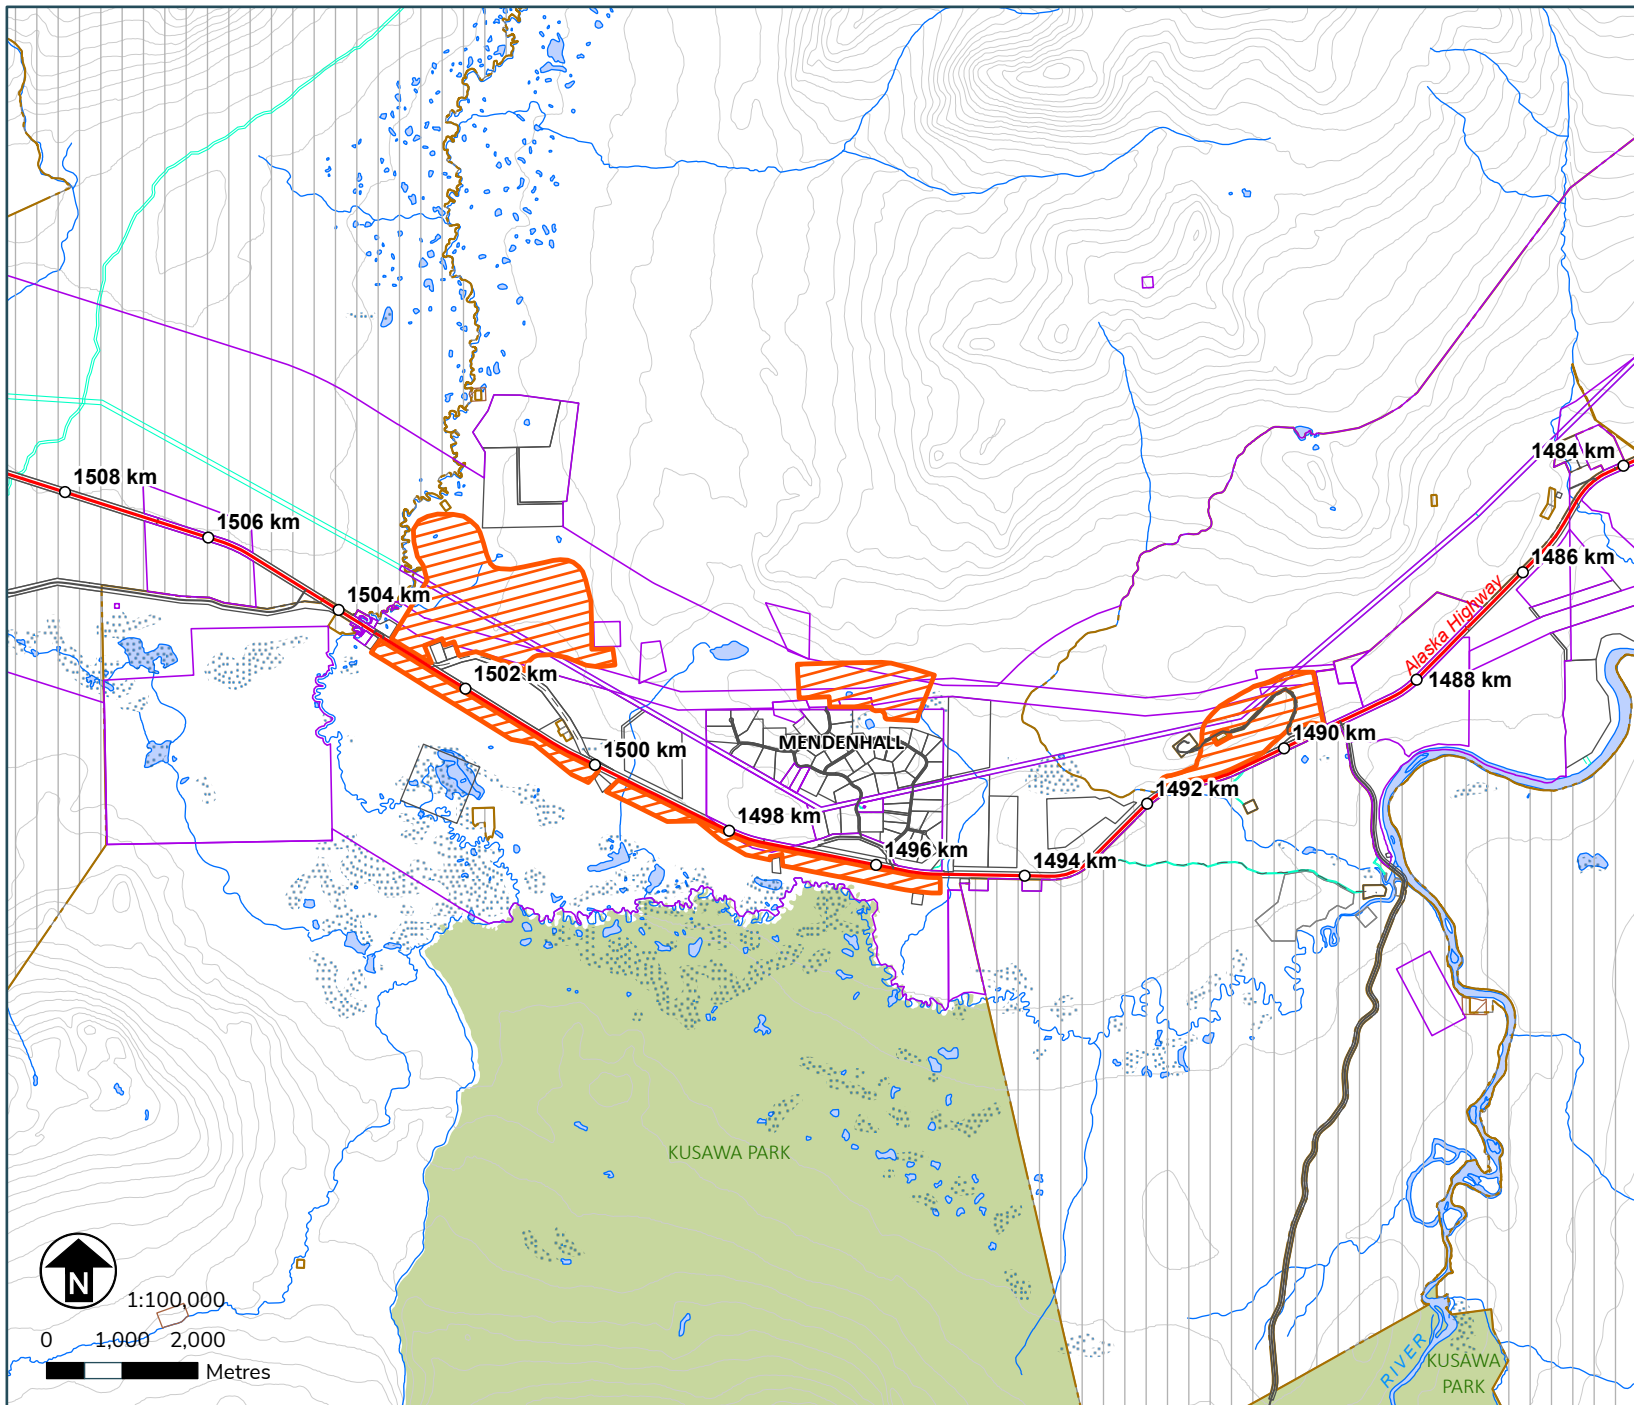 1484 km
1508 km
1506 km
1486 km
1504 km
Alaska Highway
1502 km
1488 km
1490 km
MENDENHALL
1500 km
1492 km
1498 km
1496 km
1494 km
KUSAWA PARK
N
1:100,000
0 1,000 2,000
Metres
RIVER
KUSAWA
PARK